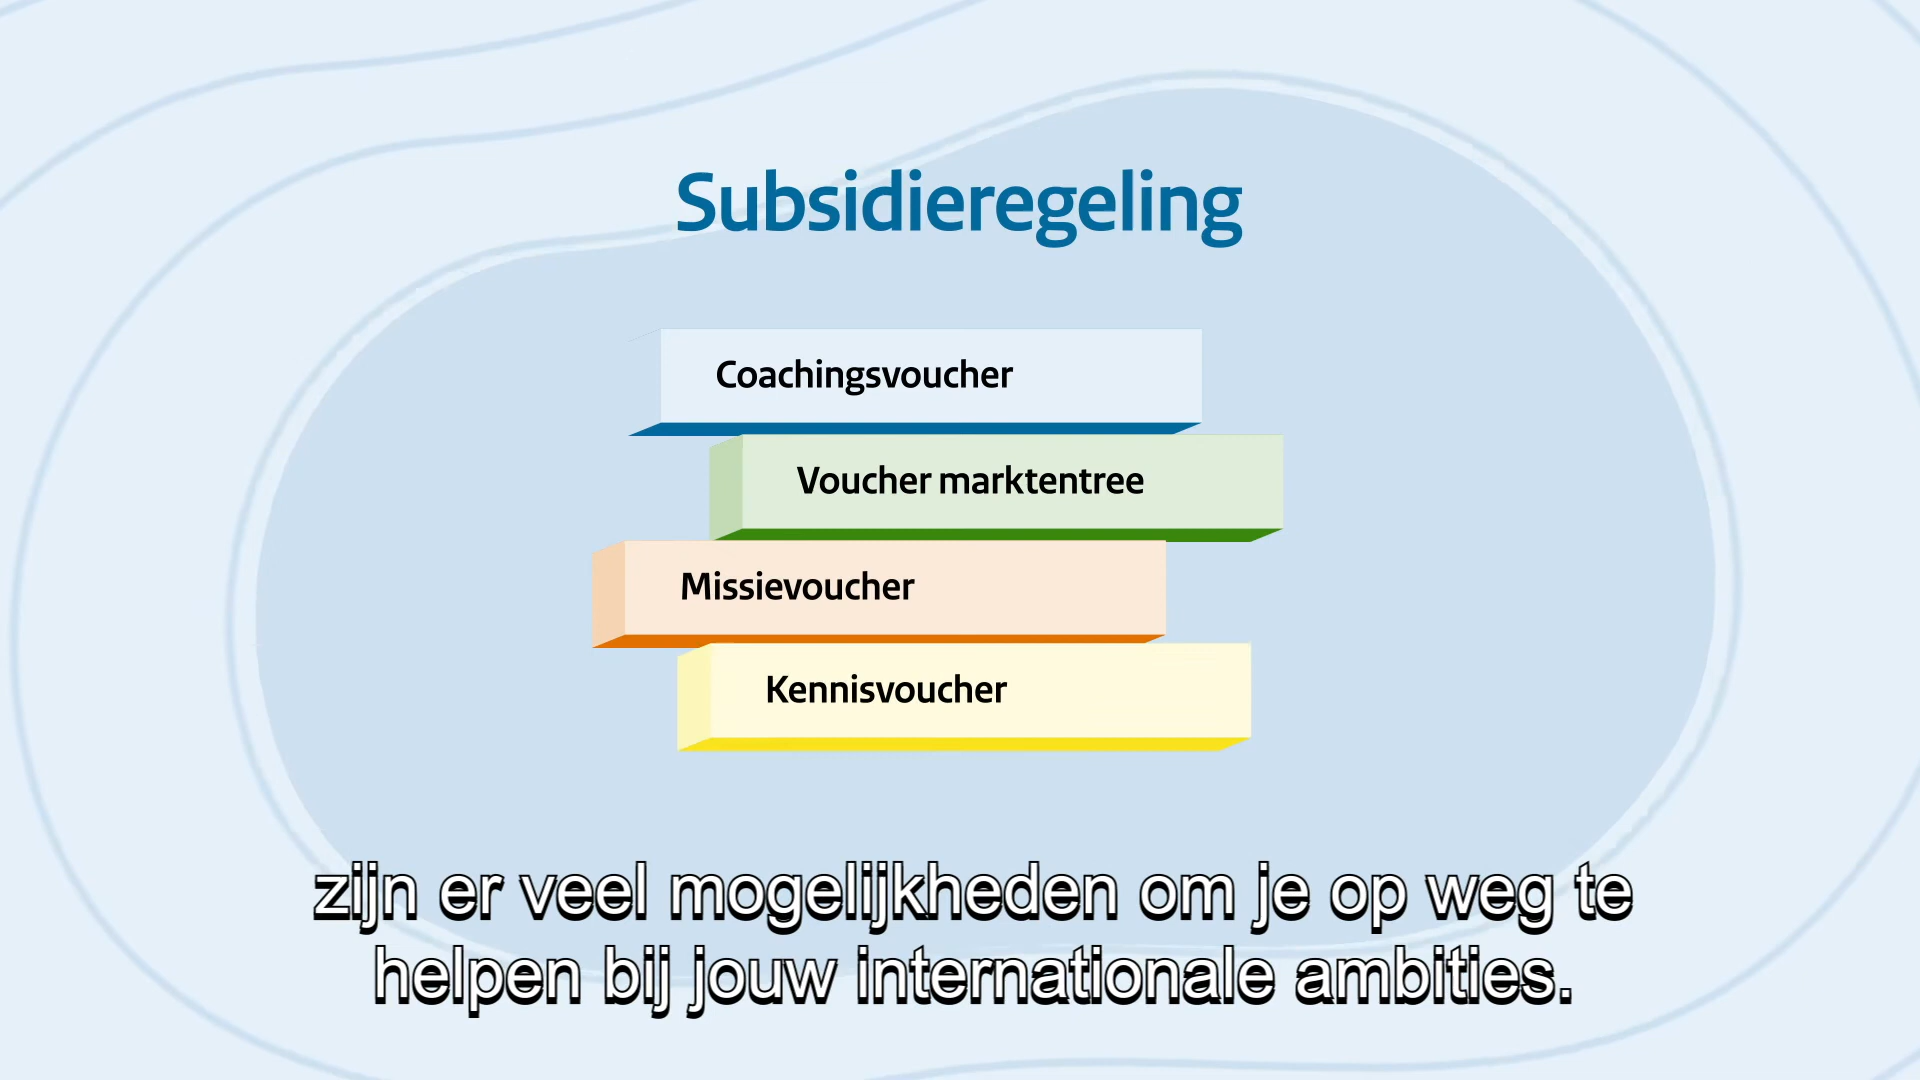 Subsidieregeling
Coachingsvoucher
Voucher marktentree
Missievoucher
Kennisvoucher
zijn er veel mogelijkheden om je op weg te
helpen bij jouw internationale ambities.